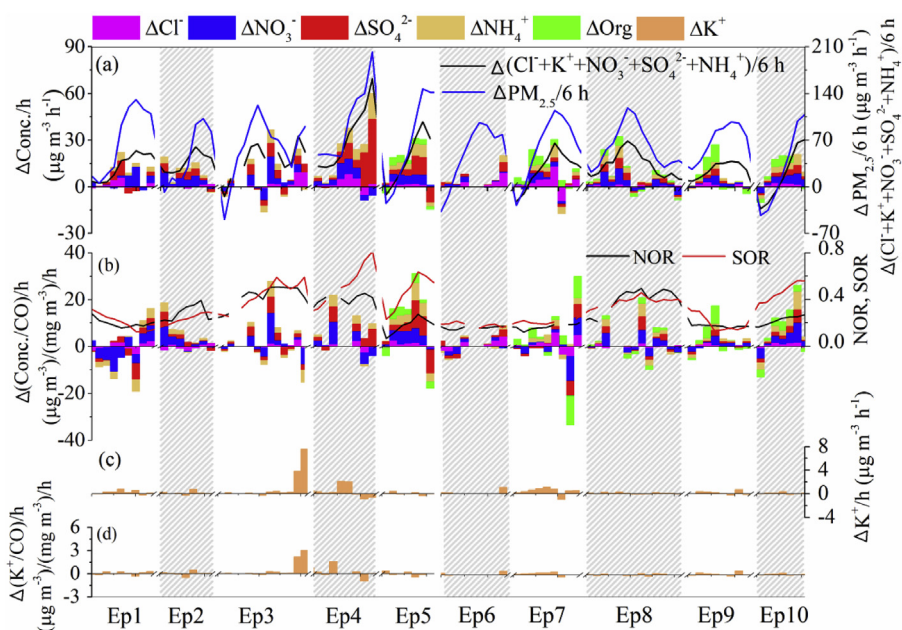 ΔCl⁻ ΔNO₃⁻ ΔSO₄²⁻ ΔNH₄⁺ ΔOrg ΔK⁺
(a)
Δ(Cl⁻+K⁺+NO₃⁻+SO₄²⁻+NH₄⁺)/6 h
ΔPM₂.₅/6 h
ΔConc./h
(μg m⁻³ h⁻¹)
90
60
30
0
-30
210
140
70
0
-70
ΔPM₂.₅/6 h (μg m⁻³ h⁻¹)
Δ(Cl⁻+K⁺+NO₃⁻+SO₄²⁻+NH₄⁺)/6 h
(b)
NOR SOR
Δ(Conc./CO)/h
(μg m⁻³)/(mg m⁻³)/h
40
20
0
-20
-40
0.8
0.4
0.0
NOR, SOR
(c)
8
4
0
-4
ΔK⁺/h (μg m⁻³ h⁻¹)
(d)
Δ(K⁺/CO)/h
(μg m⁻³)/(mg m⁻³)/h
6
3
0
-3
Ep1 Ep2 Ep3 Ep4 Ep5 Ep6 Ep7 Ep8 Ep9 Ep10